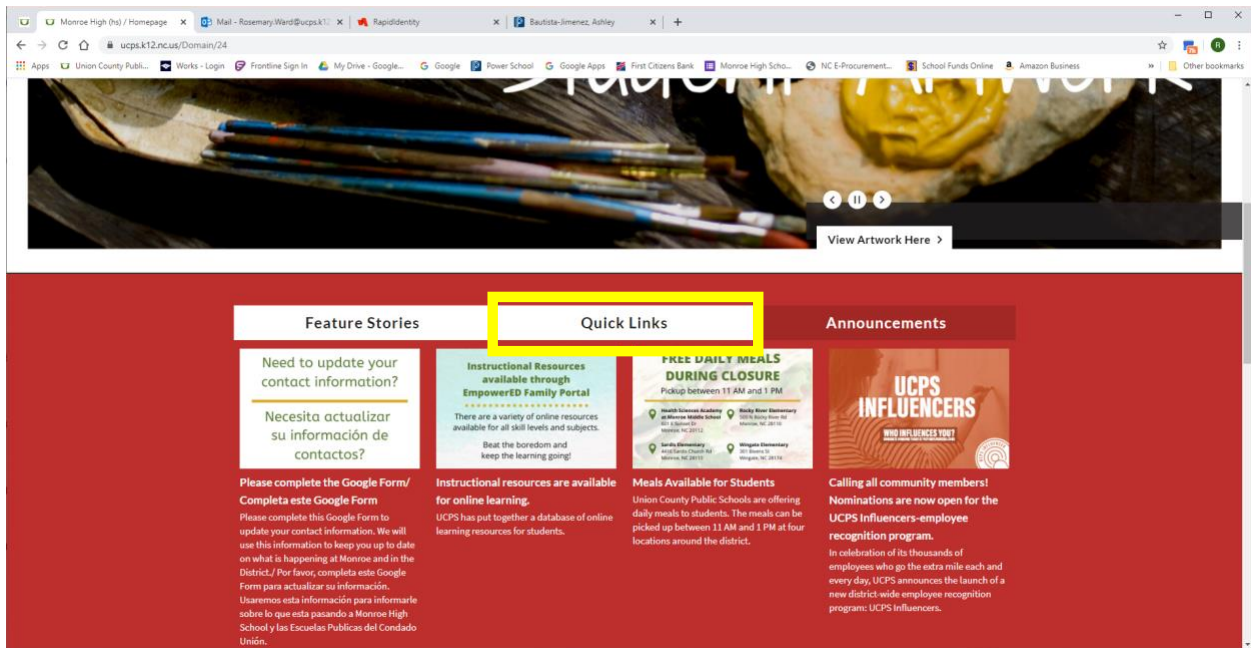 Monroe High (hs) / Homepage
Mail - Rosemary.Ward@ucps.k12
RapidIdentity
Bautista-Jimenez, Ashley
ucps.k12.nc.us/Domain/24
Apps
Union County Publi...
Works - Login
Frontline Sign In
My Drive - Google...
Google
Power School
Google Apps
First Citizens Bank
Monroe High Scho...
NC E-Procurement...
School Funds Online
Amazon Business
Other bookmarks
Student Artwork
View Artwork Here >
Feature Stories
Quick Links
Announcements
Need to update your
contact information?
Necesita actualizar
su información de
contactos?
Please complete the Google Form/
Completa este Google Form
Please complete this Google Form to
update your contact information. We will
use this information to keep you up to date
on what is happening at Monroe and in the
District./ Por favor, completa este Google
Form para actualizar su información.
Usaremos esta información para informarle
sobre lo que esta pasando a Monroe High
School y las Escuelas Publicas del Condado
Unión.
Instructional Resources
available through
EmpowerED Family Portal
There are a variety of online resources
available for all skill levels and subjects.
Beat the boredom and
keep the learning going!
Instructional resources are available
for online learning.
UCPS has put together a database of online
learning resources for students.
FREE DAILY MEALS
DURING CLOSURE
Pickup between 11 AM and 1 PM
Health Sciences Academy
at Monroe Middle School
Monroe, NC 28112
Rocky River Elementary
Monroe, NC 28110
Sardis Elementary
Wingate Elementary
Meals Available for Students
Union County Public Schools are offering
daily meals to students. The meals can be
picked up between 11 AM and 1 PM at four
locations around the district.
UCPS
INFLUENCERS
WHO INFLUENCES YOU?
Calling all community members!
Nominations are now open for the
UCPS Influencers-employee
recognition program.
In celebration of its thousands of
employees who go the extra mile each and
every day, UCPS announces the launch of a
new district-wide employee recognition
program: UCPS Influencers.